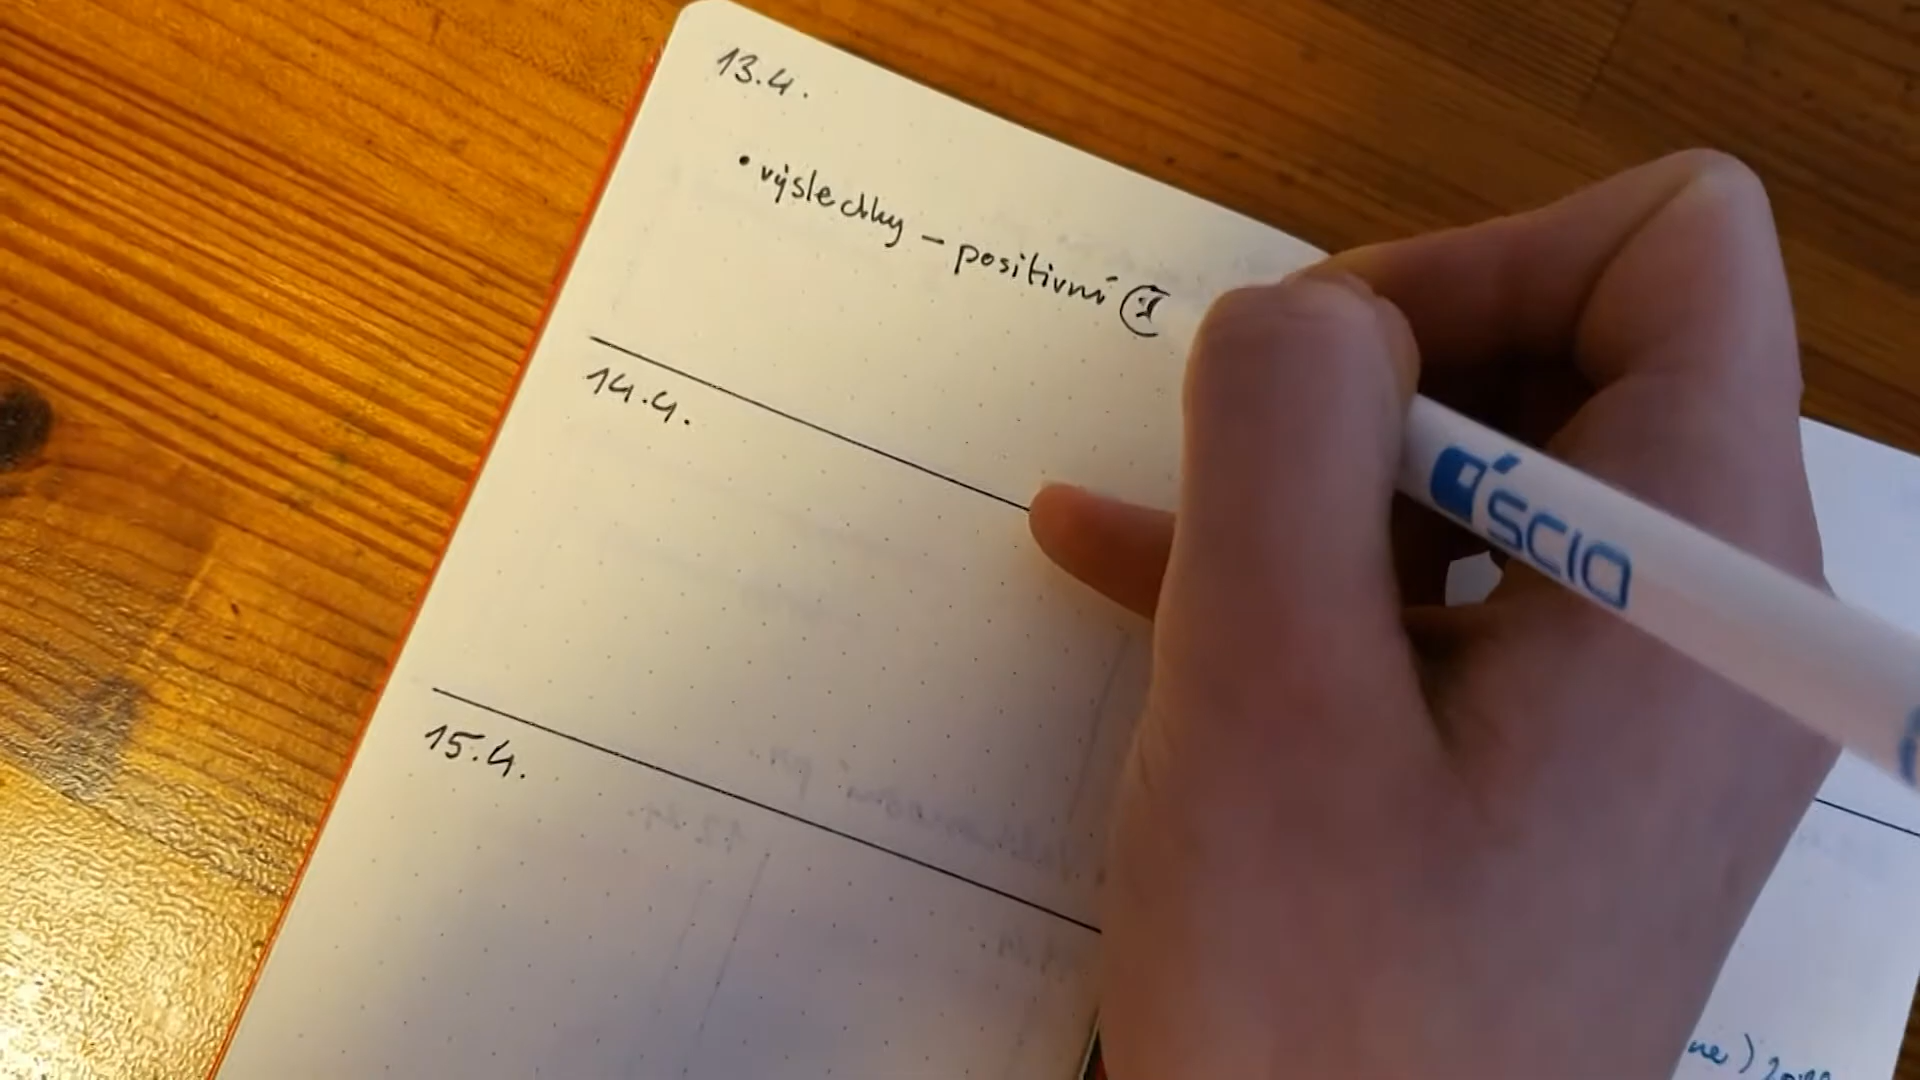 13.4.
• výsledky – positivní
14.4.
15.4.
SCIO